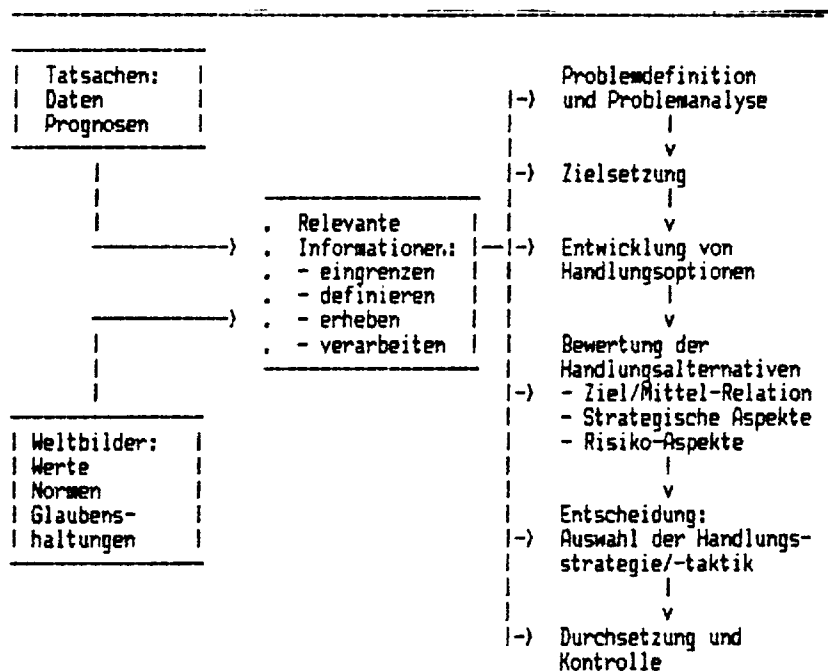 Tatsachen:
Daten
Prognosen
Weltbilder:
Werte
Normen
Glaubens-
haltungen
Relevante
Informationen:
- eingrenzen
- definieren
- erheben
- verarbeiten
Problemdefinition
und Problemanalyse
Zielsetzung
Entwicklung von
Handlungsoptionen
Bewertung der
Handlungsalternativen
- Ziel/Mittel-Relation
- Strategische Aspekte
- Risiko-Aspekte
Entscheidung:
Auswahl der Handlungs-
strategie/-taktik
Durchsetzung und
Kontrolle